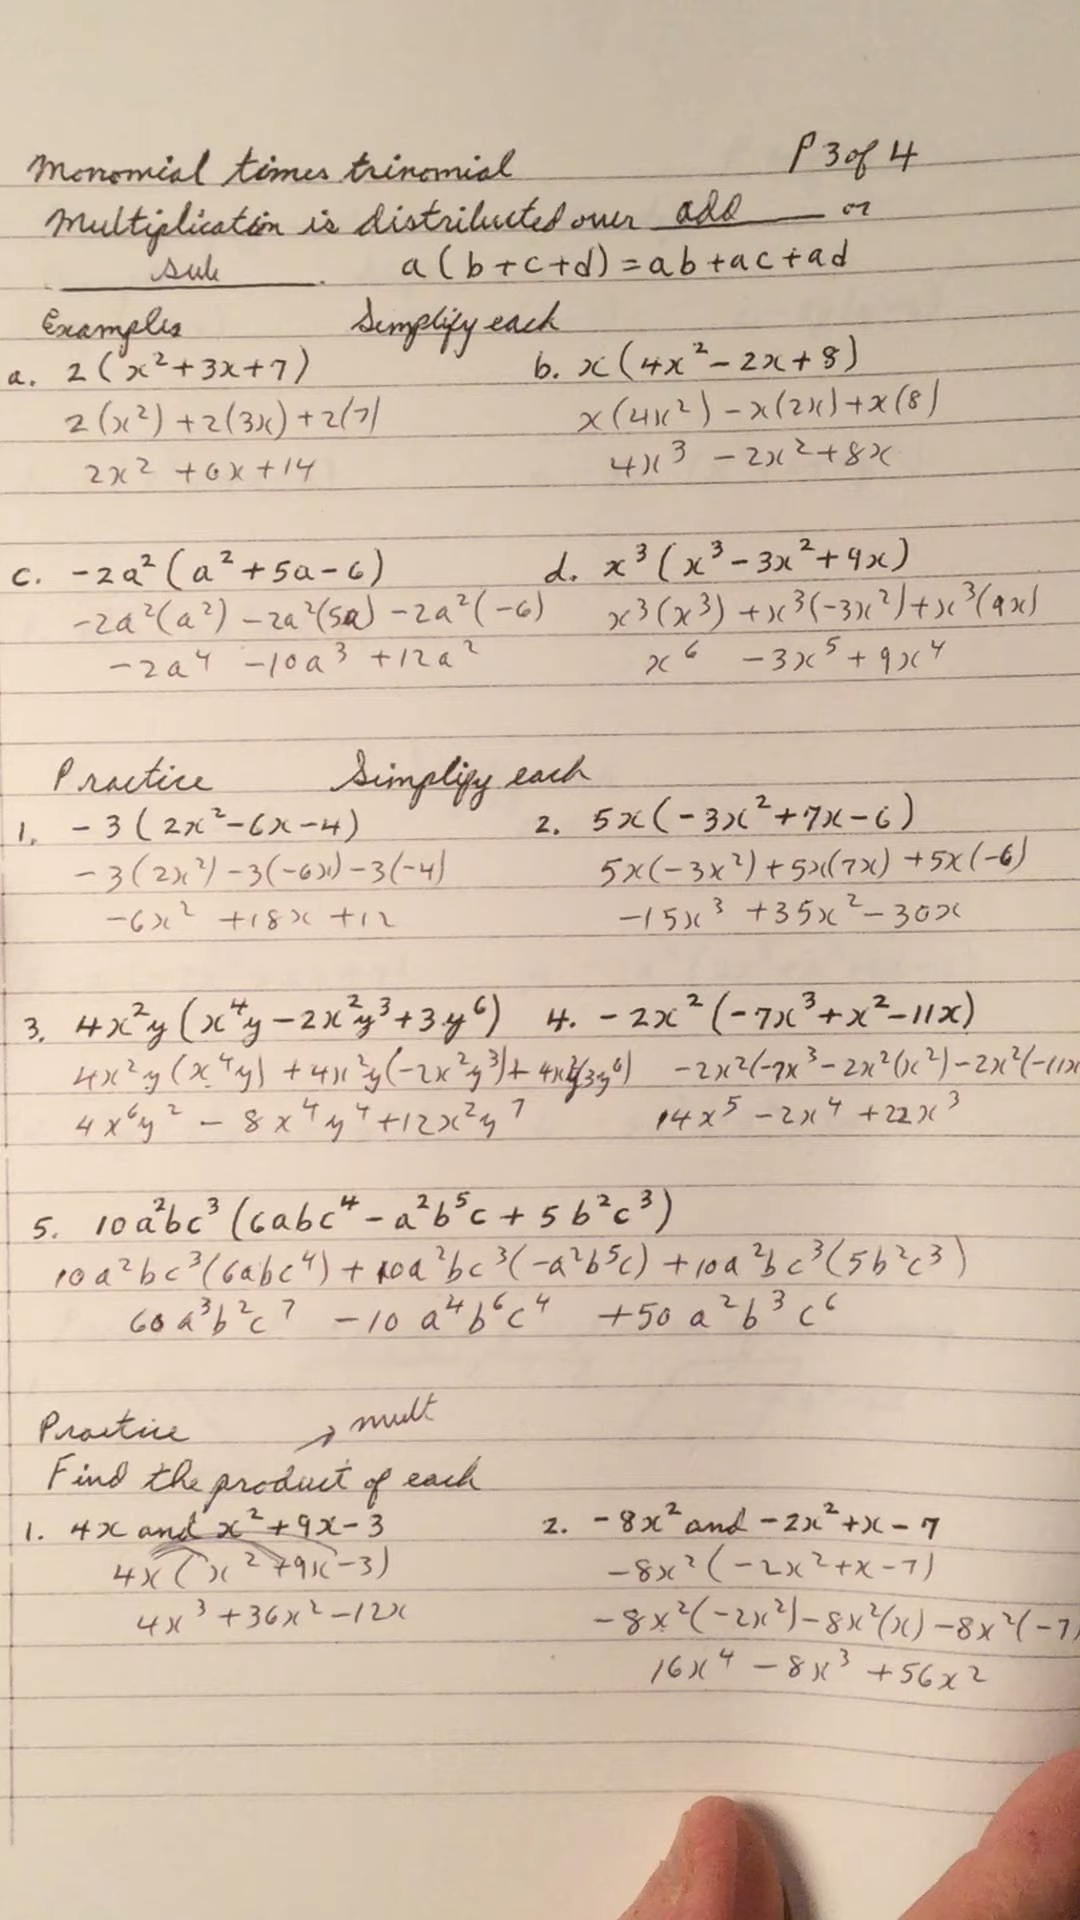 Monomial times trinomial P 3 of 4
Multiplication is distributed over add or
sub . a(b+c+d)=ab+ac+ad
Examples Simplify each
a. 2(x²+3x+7) b. x(4x²-2x+8)
2(x²)+2(3x)+2(7) x(4x²)-x(2x)+x(8)
2x²+6x+14 4x³-2x²+8x
c. -2a²(a²+5a-6) d. x³(x³-3x²+9x)
-2a²(a²)-2a²(5a)-2a²(-6) x³(x³)+x³(-3x²)+x³(9x)
-2a⁴-10a³+12a² x⁶-3x⁵+9x⁴
Practice Simplify each
1. -3(2x²-6x-4) 2. 5x(-3x²+7x-6)
-3(2x²)-3(-6x)-3(-4) 5x(-3x²)+5x(7x)+5x(-6)
-6x²+18x+12 -15x³+35x²-30x
3. 4x²y(x⁴y-2x²y³+3y⁶) 4. -2x²(-7x³+x²-11x)
4x²y(x⁴y)+4x²y(-2x²y³)+4x²y(3y⁶) -2x²(-7x³-2x²(x²)-2x²(-11x
4x⁶y²-8x⁴y⁴+12x²y⁷ 14x⁵-2x⁴+22x³
5. 10a²bc³(6abc⁴-a²b⁵c+5b²c³)
10a²bc³(6abc⁴)+10a²bc³(-a²b⁵c)+10a²bc³(5b²c³)
60a³b²c⁷-10a⁴b⁶c⁴+50a²b³c⁶
Practice → mult
Find the product of each
1. 4x and x²+9x-3 2. -8x² and -2x²+x-7
4x(x²+9x-3) -8x²(-2x²+x-7)
4x³+36x²-12x -8x²(-2x²)-8x²(x)-8x²(-7)
16x⁴-8x³+56x²